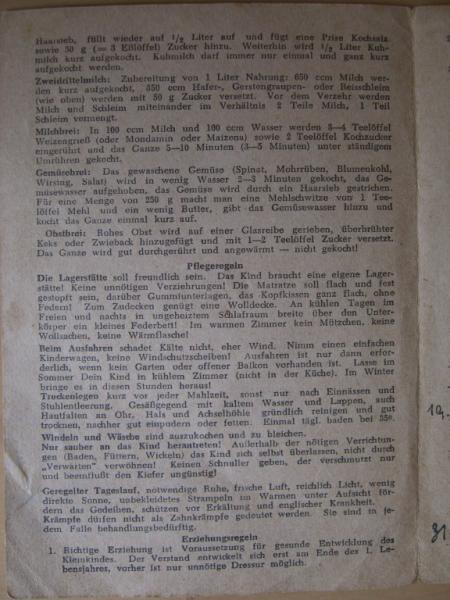 Haarsieb, füllt wieder auf ½ Liter auf und fügt eine Prise Kochsalz
sowie 50 g (= 3 Eßlöffel) Zucker hinzu. Weiterhin wird ½ Liter Kuh-
milch kurz aufgekocht. Kuhmilch darf immer nur einmal und ganz kurz
aufgekocht werden.
Zweidrittelmilch: Zubereitung von 1 Liter Nahrung: 650 ccm Milch wer-
den kurz aufgekocht, 350 ccm Hafer-, Gerstengraupen- oder Reisschleim
(wie oben) werden mit 50 g Zucker versetzt. Vor dem Verzehr werden
Milch und Schleim miteinander im Verhältnis 2 Teile Milch, 1 Teil
Schleim vermengt.
Milchbrei: In 100 ccm Milch und 100 ccm Wasser werden 3—4 Teelöffel
Weizengrieß (oder Mondamin oder Maizena) sowie 2 Teelöffel Kochzucker
eingerührt und das Ganze 5—10 Minuten (3—5 Minuten) unter ständigem
Umrühren gekocht.
Gemüsebrei: Das gewaschene Gemüse (Spinat, Mohrrüben, Blumenkohl,
Wirsing, Salat) wird in wenig Wasser 2—3 Minuten gekocht, das Ge-
müsewasser aufgehoben, das Gemüse wird durch ein Haarsieb gestrichen.
Für eine Menge von 250 g macht man eine Mehlschwitze von 1 Tee-
löffel Mehl und ein wenig Butter, gibt das Gemüsewasser hinzu und
kocht das Ganze einmal kurz auf.
Obstbrei: Rohes Obst wird auf einer Glasreibe gerieben, überbrühter
Keks oder Zwieback hinzugefügt und mit 1—2 Teelöffel Zucker versetzt.
Das Ganze wird gut durchgerührt und angewärmt — nicht gekocht!
Pflegeregeln
Die Lagerstätte soll freundlich sein. Das Kind braucht eine eigene Lager-
stätte! Keine unnötigen Verziehrungen! Die Matratze soll flach und fest
gestopft sein, darüber Gummiunterlagen, das Kopfkissen ganz flach, ohne
Federn! Zum Zudecken genügt eine Wolldecke. An kühlen Tagen im
Freien und nachts in ungeheiztem Schlafraum breite über den Unter-
körper ein kleines Federbett! Im warmen Zimmer kein Mützchen, keine
Wollsachen, keine Wärmflasche!
Beim Ausfahren schadet Kälte nicht, eher Wind. Nimm einen einfachen
Kinderwagen, keine Windschutzscheiben! Ausfahren ist nur dann erfor-
derlich, wenn kein Garten oder offener Balkon vorhanden ist. Lasse im
Sommer Dein Kind in kühlem Zimmer (nicht in der Küche). Im Winter
bringe es in diesen Stunden heraus!
Trockenlegen kurz vor jeder Mahlzeit, sonst nur nach Einnässen und
Stuhlentleerung. Gesäßgegend mit kaltem Wasser und Lappen, auch
Hautfalten an Ohr, Hals und Achselhöhle gründlich reinigen und gut
trocknen, nachher gut einpudern oder fetten. Einmal tägl. baden bei 35°.
Windeln und Wäsche sind auszukochen und zu bleichen.
Nur sauber an das Kind herantreten! Außerhalb der nötigen Verrichtun-
gen (Baden, Füttern, Wickeln) das Kind sich selbst überlassen, nicht durch
„Verwarten" verwöhnen! Keinen Schnuller geben, der verschmutzt nur
und beeinflußt den Kiefer ungünstig!
Geregelter Tageslauf, notwendige Ruhe, frische Luft, reichlich Licht, wenig
direkte Sonne, unbekleidetes Strampeln im Warmen unter Aufsicht för-
dern das Gedeihen, schützen vor Erkältung und englischer Krankheit.
Krämpfe dürfen nicht als Zahnkrämpfe gedeutet werden. Sie sind in je-
dem Falle behandlungsbedürftig.
Erziehungsregeln
1. Richtige Erziehung ist Voraussetzung für gesunde Entwicklung des
Kleinkindes. Der Verstand entwickelt sich erst am Ende des 1. Le-
bensjahres, vorher ist nur unnötige Dressur möglich.